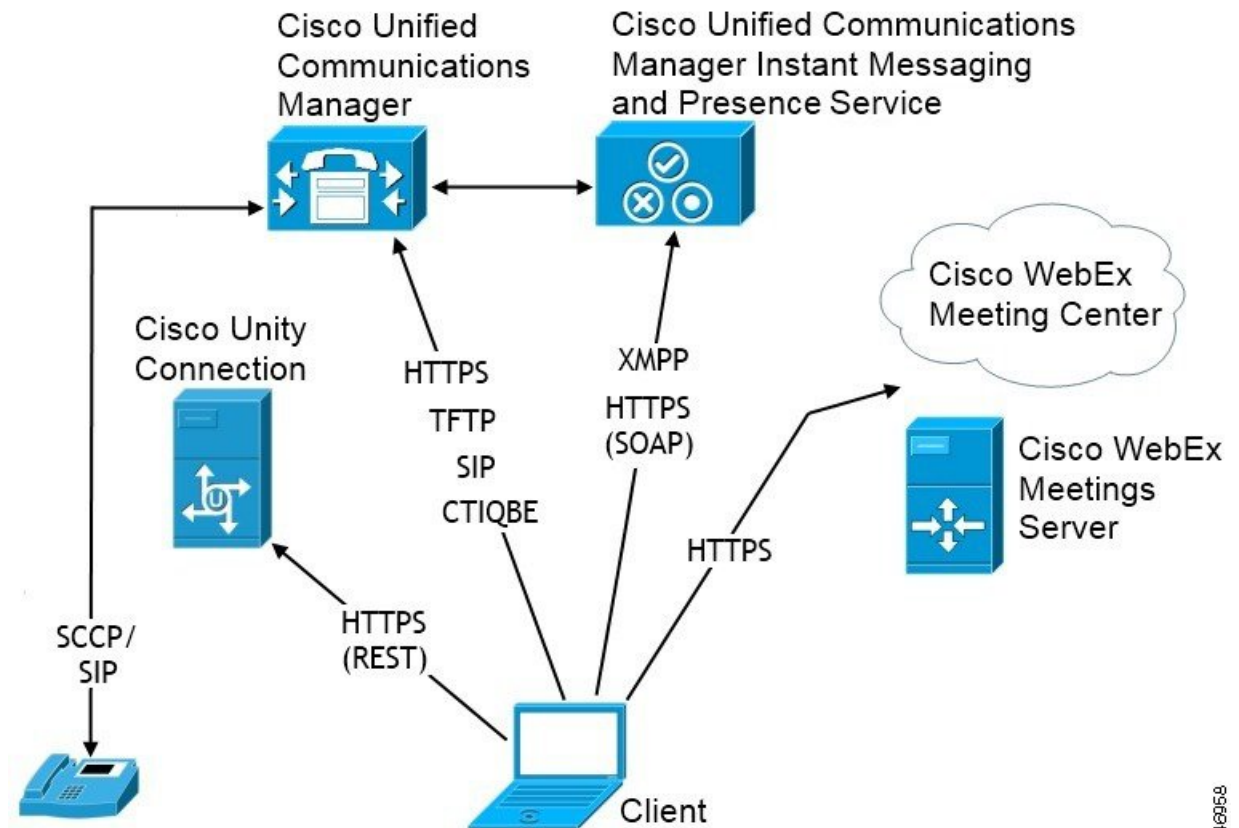 Cisco Unified
Communications
Manager
Cisco Unified Communications
Manager Instant Messaging
and Presence Service
Cisco WebEx
Meeting Center
Cisco Unity
Connection
HTTPS
TFTP
SIP
CTIQBE
XMPP
HTTPS
(SOAP)
Cisco WebEx
Meetings
Server
HTTPS
HTTPS
(REST)
SCCP/
SIP
U
Client